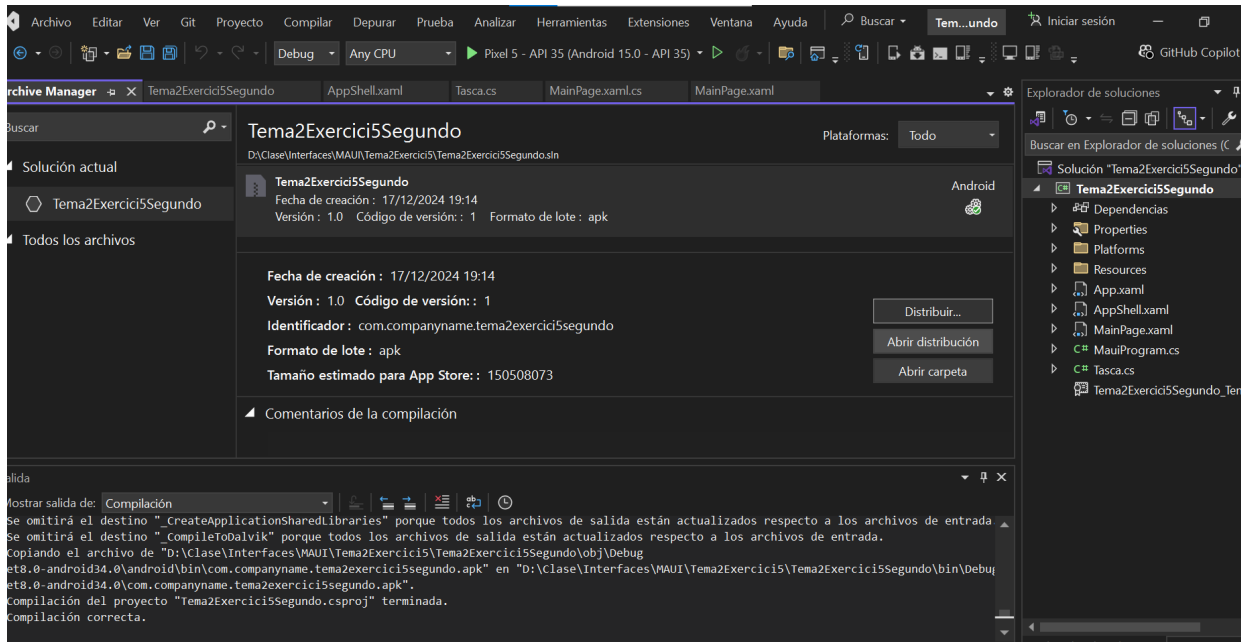 Archivo Editar Ver Git Proyecto Compilar Depurar Prueba Analizar Herramientas Extensiones Ventana Ayuda Buscar Tem...undo Iniciar sesión
Debug Any CPU Pixel 5 - API 35 (Android 15.0 - API 35) GitHub Copilot
rchive Manager Tema2Exercici5Segundo AppShell.xaml Tasca.cs MainPage.xaml.cs MainPage.xaml
Buscar
Solución actual
Tema2Exercici5Segundo
Todos los archivos
Tema2Exercici5Segundo
Plataformas: Todo
D:\Clase\Interfaces\MAUI\Tema2Exercici5\Tema2Exercici5Segundo.sln
Tema2Exercici5Segundo
Android
Fecha de creación : 17/12/2024 19:14
Versión : 1.0 Código de versión: : 1 Formato de lote : apk
Fecha de creación : 17/12/2024 19:14
Versión : 1.0 Código de versión: : 1
Identificador : com.companyname.tema2exercici5segundo
Formato de lote : apk
Tamaño estimado para App Store: : 150508073
Distribuir...
Abrir distribución
Abrir carpeta
Comentarios de la compilación
Explorador de soluciones
Buscar en Explorador de soluciones (C
Solución "Tema2Exercici5Segundo"
Tema2Exercici5Segundo
Dependencias
Properties
Platforms
Resources
App.xaml
AppShell.xaml
MainPage.xaml
C# MauiProgram.cs
C# Tasca.cs
Tema2Exercici5Segundo_Ten
alida
Mostrar salida de: Compilación
Se omitirá el destino "_CreateApplicationSharedLibraries" porque todos los archivos de salida están actualizados respecto a los archivos de entrada
Se omitirá el destino "_CompileToDalvik" porque todos los archivos de salida están actualizados respecto a los archivos de entrada.
Copiando el archivo de "D:\Clase\Interfaces\MAUI\Tema2Exercici5\Tema2Exercici5Segundo\obj\Debug
et8.0-android34.0\android\bin\com.companyname.tema2exercici5segundo.apk" en "D:\Clase\Interfaces\MAUI\Tema2Exercici5\Tema2Exercici5Segundo\bin\Debug
et8.0-android34.0\com.companyname.tema2exercici5segundo.apk".
Compilación del proyecto "Tema2Exercici5Segundo.csproj" terminada.
Compilación correcta.